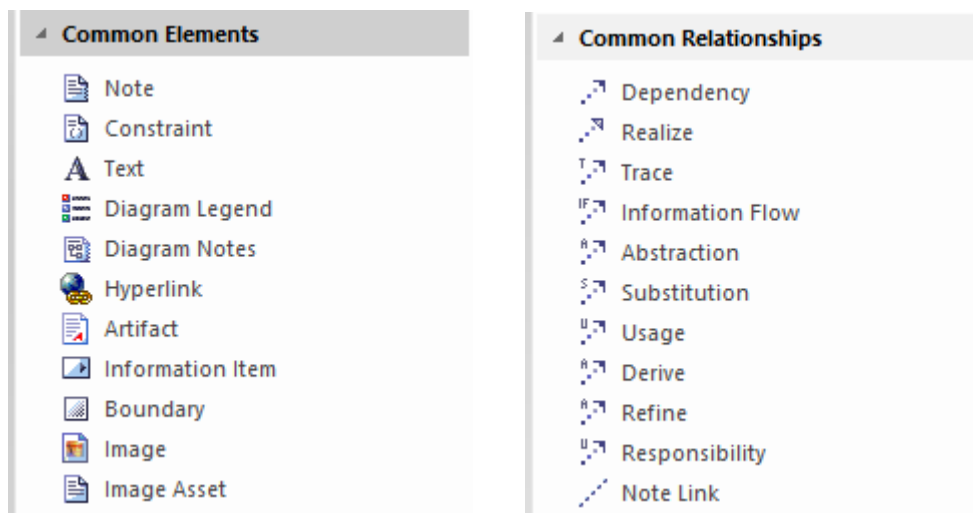 Common Elements
Note
Constraint
Text
Diagram Legend
Diagram Notes
Hyperlink
Artifact
Information Item
Boundary
Image
Image Asset
Common Relationships
Dependency
Realize
T
Trace
IF
Information Flow
A
Abstraction
S
Substitution
U
Usage
A
Derive
A
Refine
U
Responsibility
Note Link